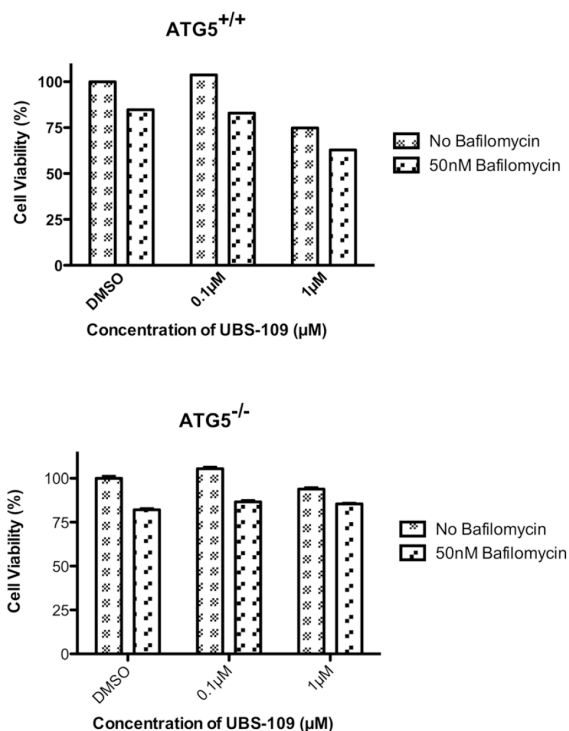 ATG5+/+
Cell Viability (%)
100
75
50
25
0
DMSO
0.1µM
1µM
Concentration of UBS-109 (µM)
No Bafilomycin
50nM Bafilomycin
ATG5-/-
Cell Viability (%)
100
75
50
25
0
DMSO
0.1µM
1µM
Concentration of UBS-109 (µM)
No Bafilomycin
50nM Bafilomycin